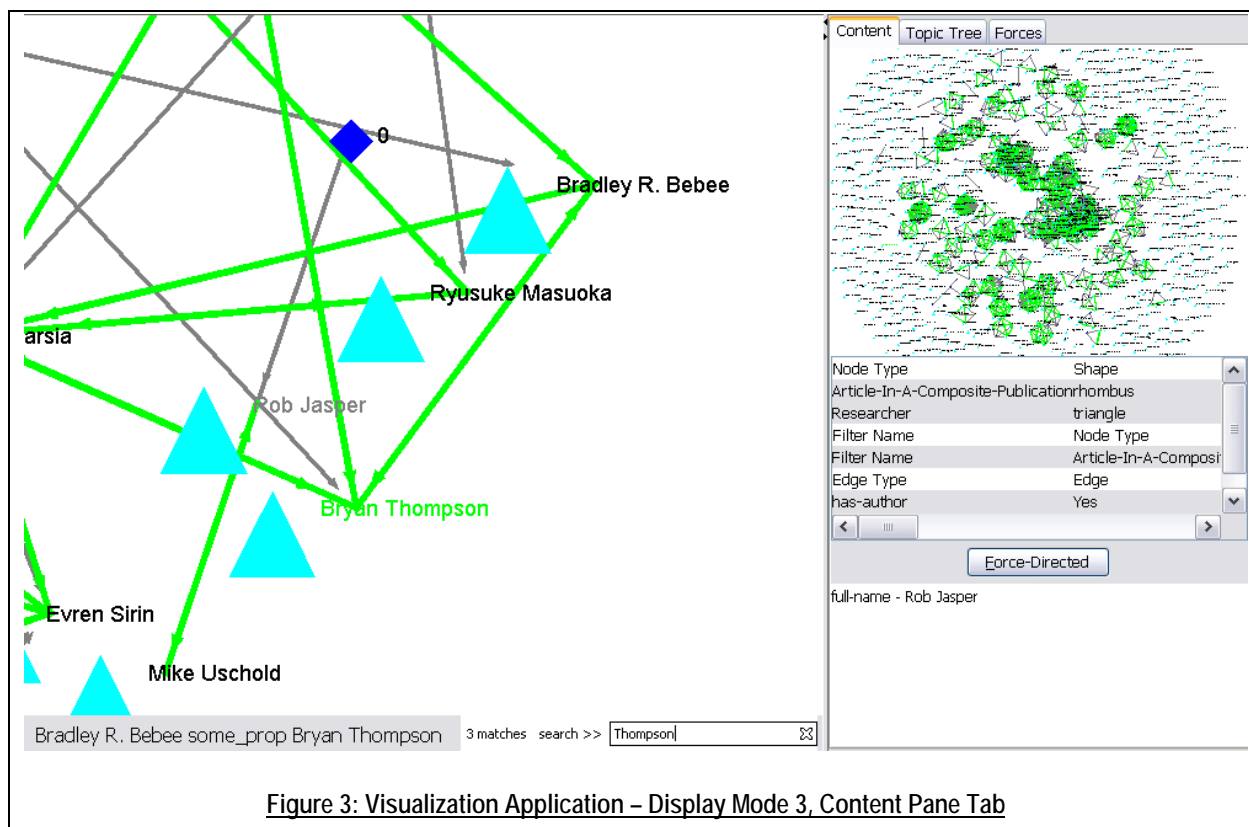 0
Bradley R. Bebee
Ryusuke Masuoka
arsia
Rob Jasper
Bryan Thompson
Evren Sirin
Mike Uschold
Bradley R. Bebee some_prop Bryan Thompson 3 matches search >> Thompson
Content Topic Tree Forces
Node Type Shape
Article-In-A-Composite-Publicationrhombus
Researcher triangle
Filter Name Node Type
Filter Name Article-In-A-Composit
Edge Type Edge
has-author Yes
Force-Directed
full-name - Rob Jasper
Figure 3: Visualization Application – Display Mode 3, Content Pane Tab